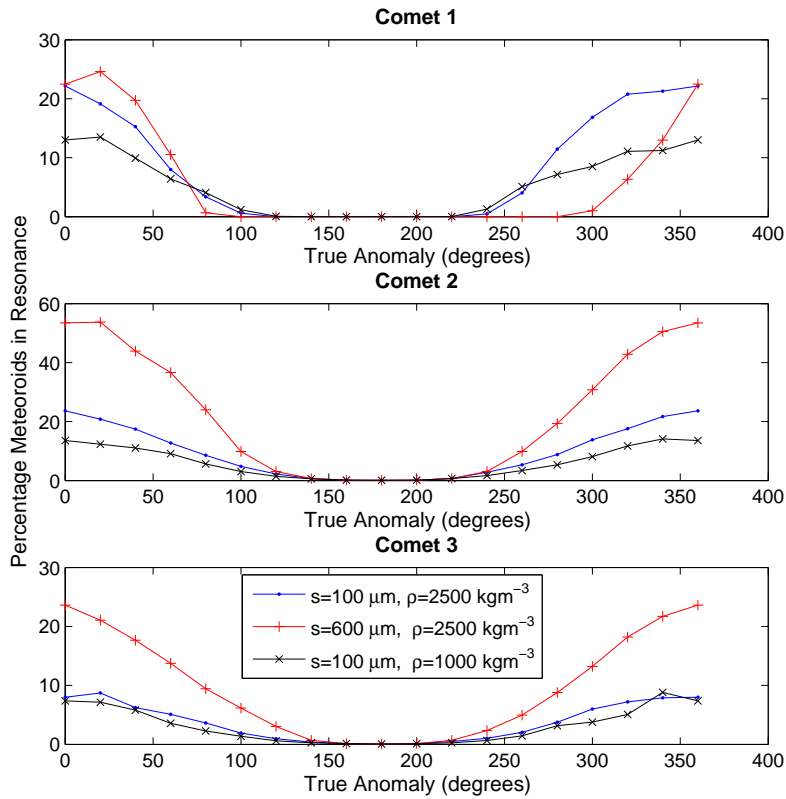 Comet 1
30
20
10
0
0 50 100 150 200 250 300 350 400
True Anomaly (degrees)
Comet 2
60
40
20
0
0 50 100 150 200 250 300 350 400
True Anomaly (degrees)
Percentage Meteoroids in Resonance
Comet 3
30
20
10
0
s=100 μm, ρ=2500 kgm⁻³
s=600 μm, ρ=2500 kgm⁻³
s=100 μm, ρ=1000 kgm⁻³
0 50 100 150 200 250 300 350 400
True Anomaly (degrees)